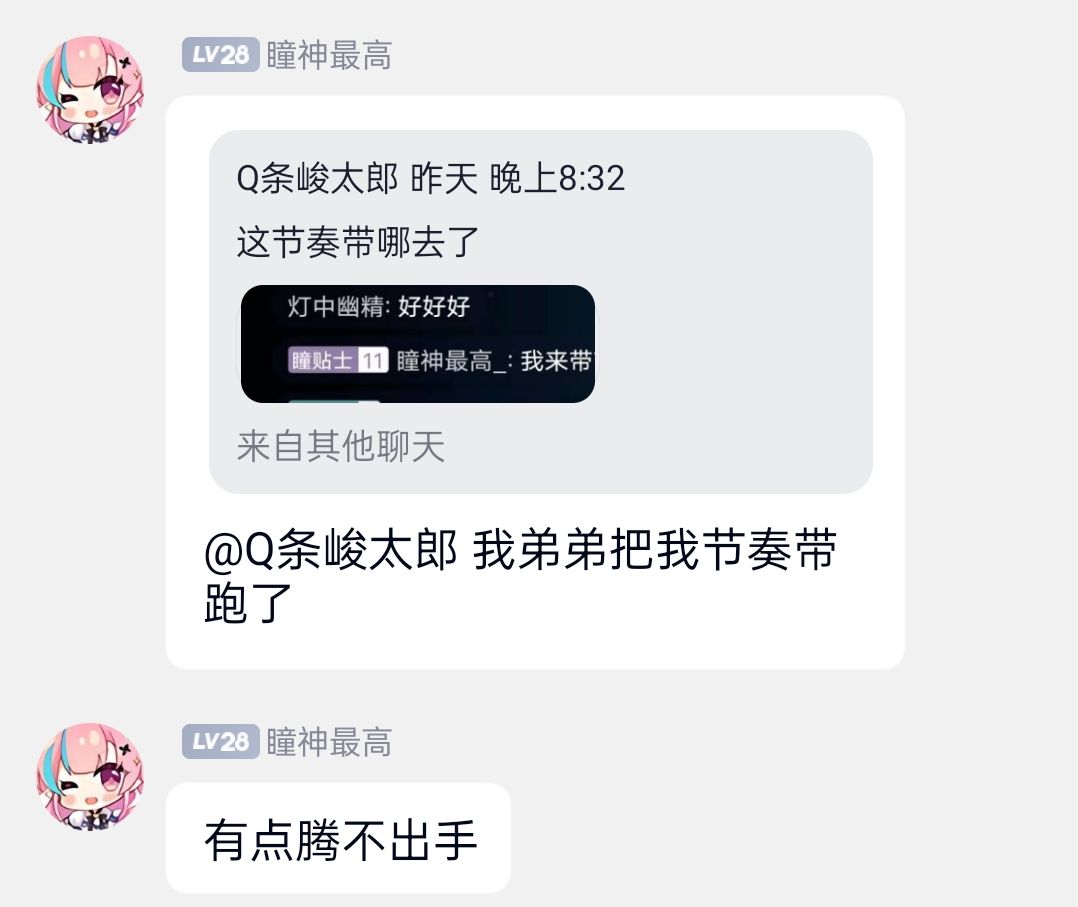 LV28 瞳神最高
Q条峻太郎 昨天 晚上8:32
这节奏带哪去了
灯中幽精: 好好好
瞳贴士 11 瞳神最高_: 我来带
来自其他聊天
@Q条峻太郎 我弟弟把我节奏带
跑了
LV28 瞳神最高
有点腾不出手